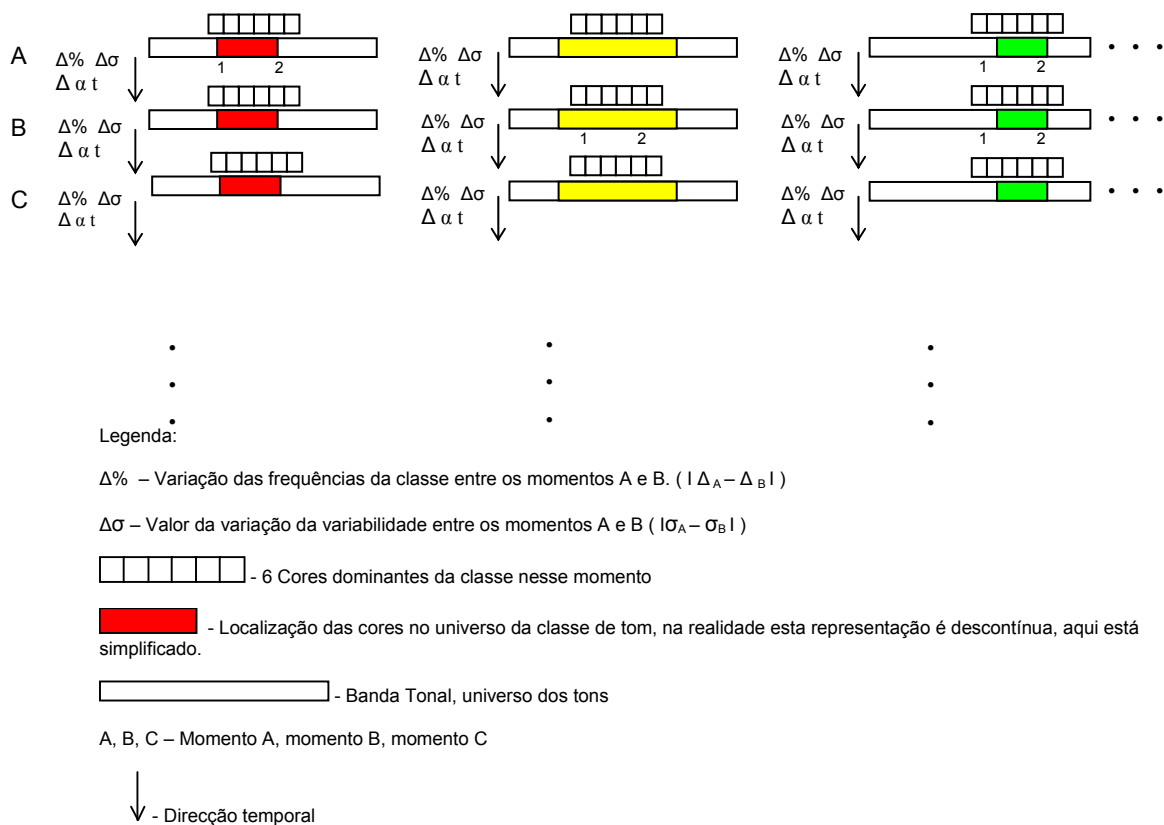 A Δ% Δσ Δ% Δσ Δ% Δσ • • •
Δ α t 1 2 Δ α t Δ α t 1 2
B Δ% Δσ Δ% Δσ Δ% Δσ • • •
Δ α t Δ α t 1 2 Δ α t 1 2
C Δ% Δσ Δ% Δσ Δ% Δσ • • •
Δ α t Δ α t Δ α t
Legenda:
Δ% – Variação das frequências da classe entre os momentos A e B. ( I Δ A – Δ B I )
Δσ – Valor da variação da variabilidade entre os momentos A e B ( Iσ A – σ B I )
- 6 Cores dominantes da classe nesse momento
- Localização das cores no universo da classe de tom, na realidade esta representação é descontínua, aqui está
simplificado.
- Banda Tonal, universo dos tons
A, B, C – Momento A, momento B, momento C
- Direcção temporal